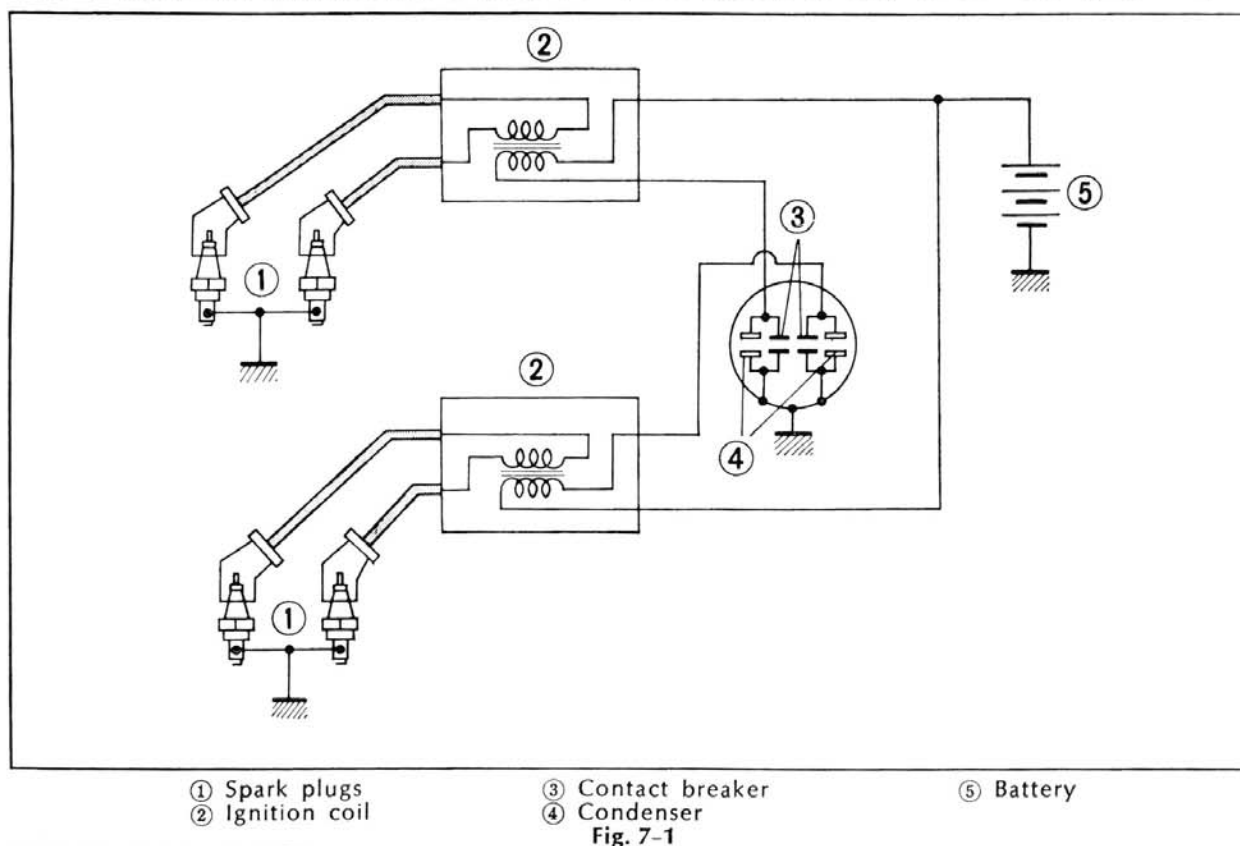 ②
③
⑤
①
②
④
①
① Spark plugs ③ Contact breaker ⑤ Battery
② Ignition coil ④ Condenser
Fig. 7-1